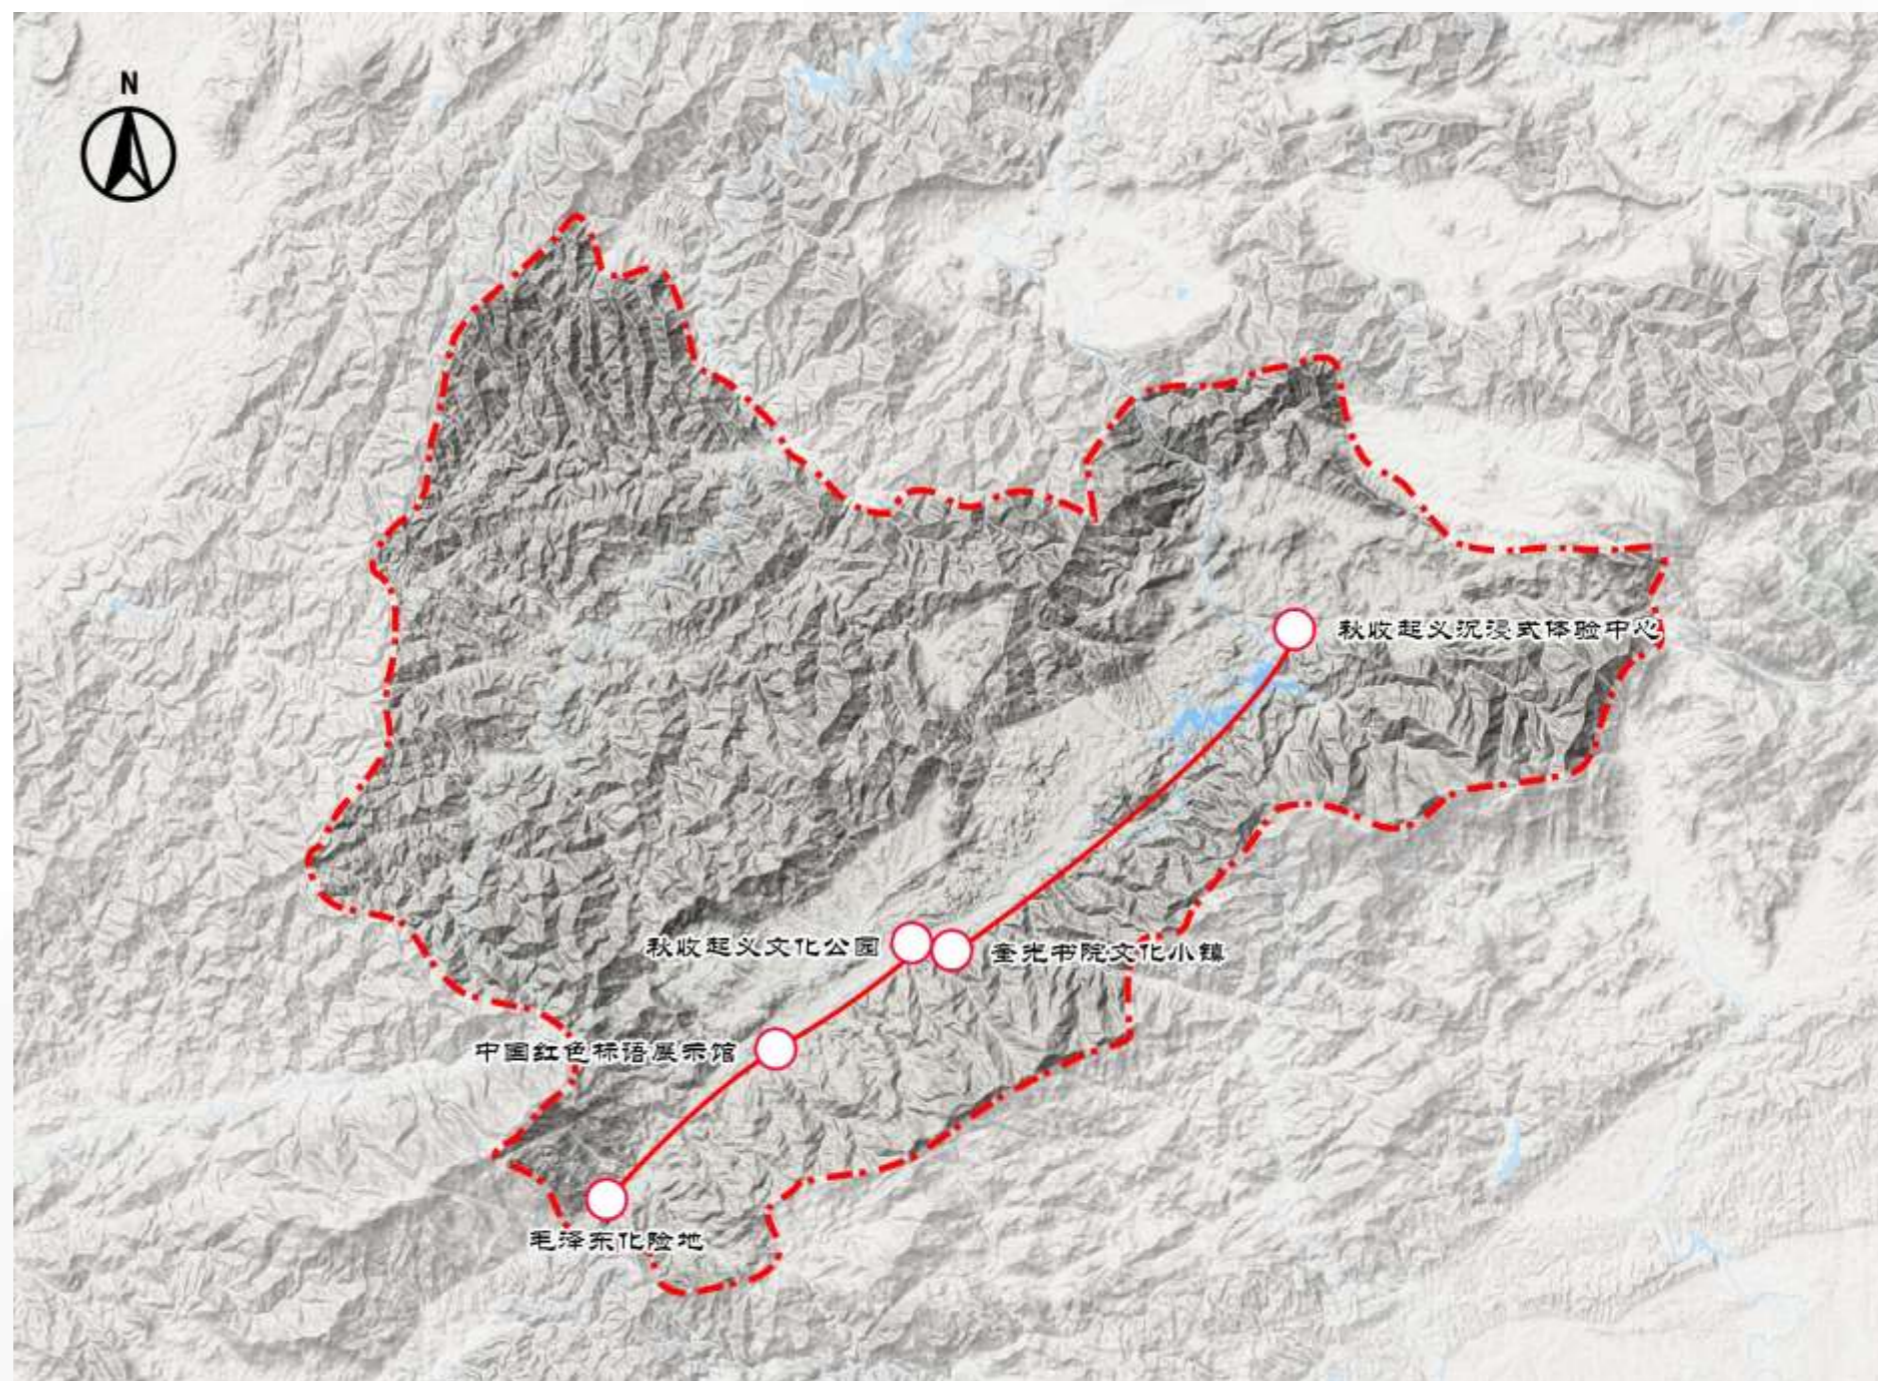 N
秋收起义沉浸式体验中心
秋收起义文化公园
奎光书院文化小镇
中国红色标语展示馆
毛泽东化险地